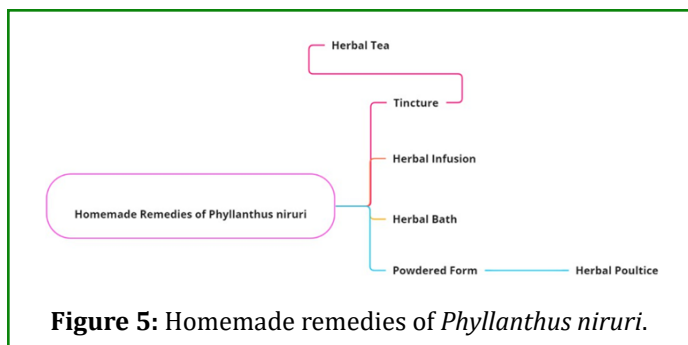 Herbal Tea
Tincture
Herbal Infusion
Homemade Remedies of Phyllanthus niruri
Herbal Bath
Powdered Form
Herbal Poultice
Figure 5: Homemade remedies of Phyllanthus niruri.